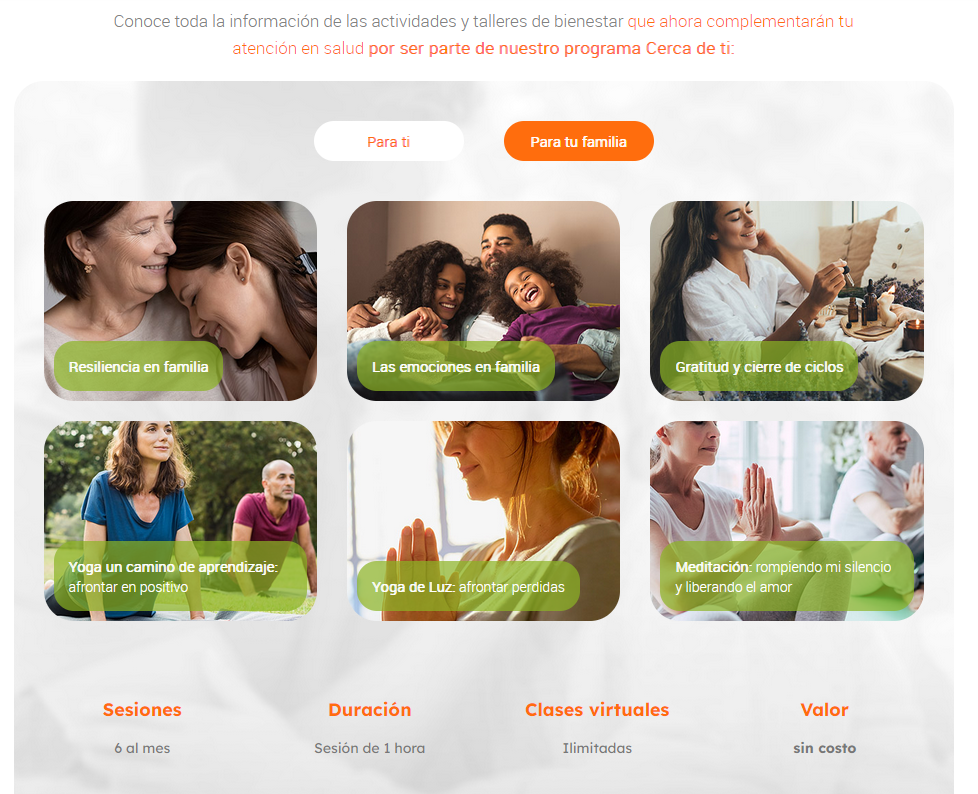 Conoce toda la información de las actividades y talleres de bienestar que ahora complementarán tu
atención en salud por ser parte de nuestro programa Cerca de ti:
Para ti
Para tu familia
Resiliencia en familia
Las emociones en familia
Gratitud y cierre de ciclos
Yoga un camino de aprendizaje:
afrontar en positivo
Yoga de Luz: afrontar perdidas
Meditación: rompiendo mi silencio
y liberando el amor
Sesiones
6 al mes
Duración
Sesión de 1 hora
Clases virtuales
Ilimitadas
Valor
sin costo